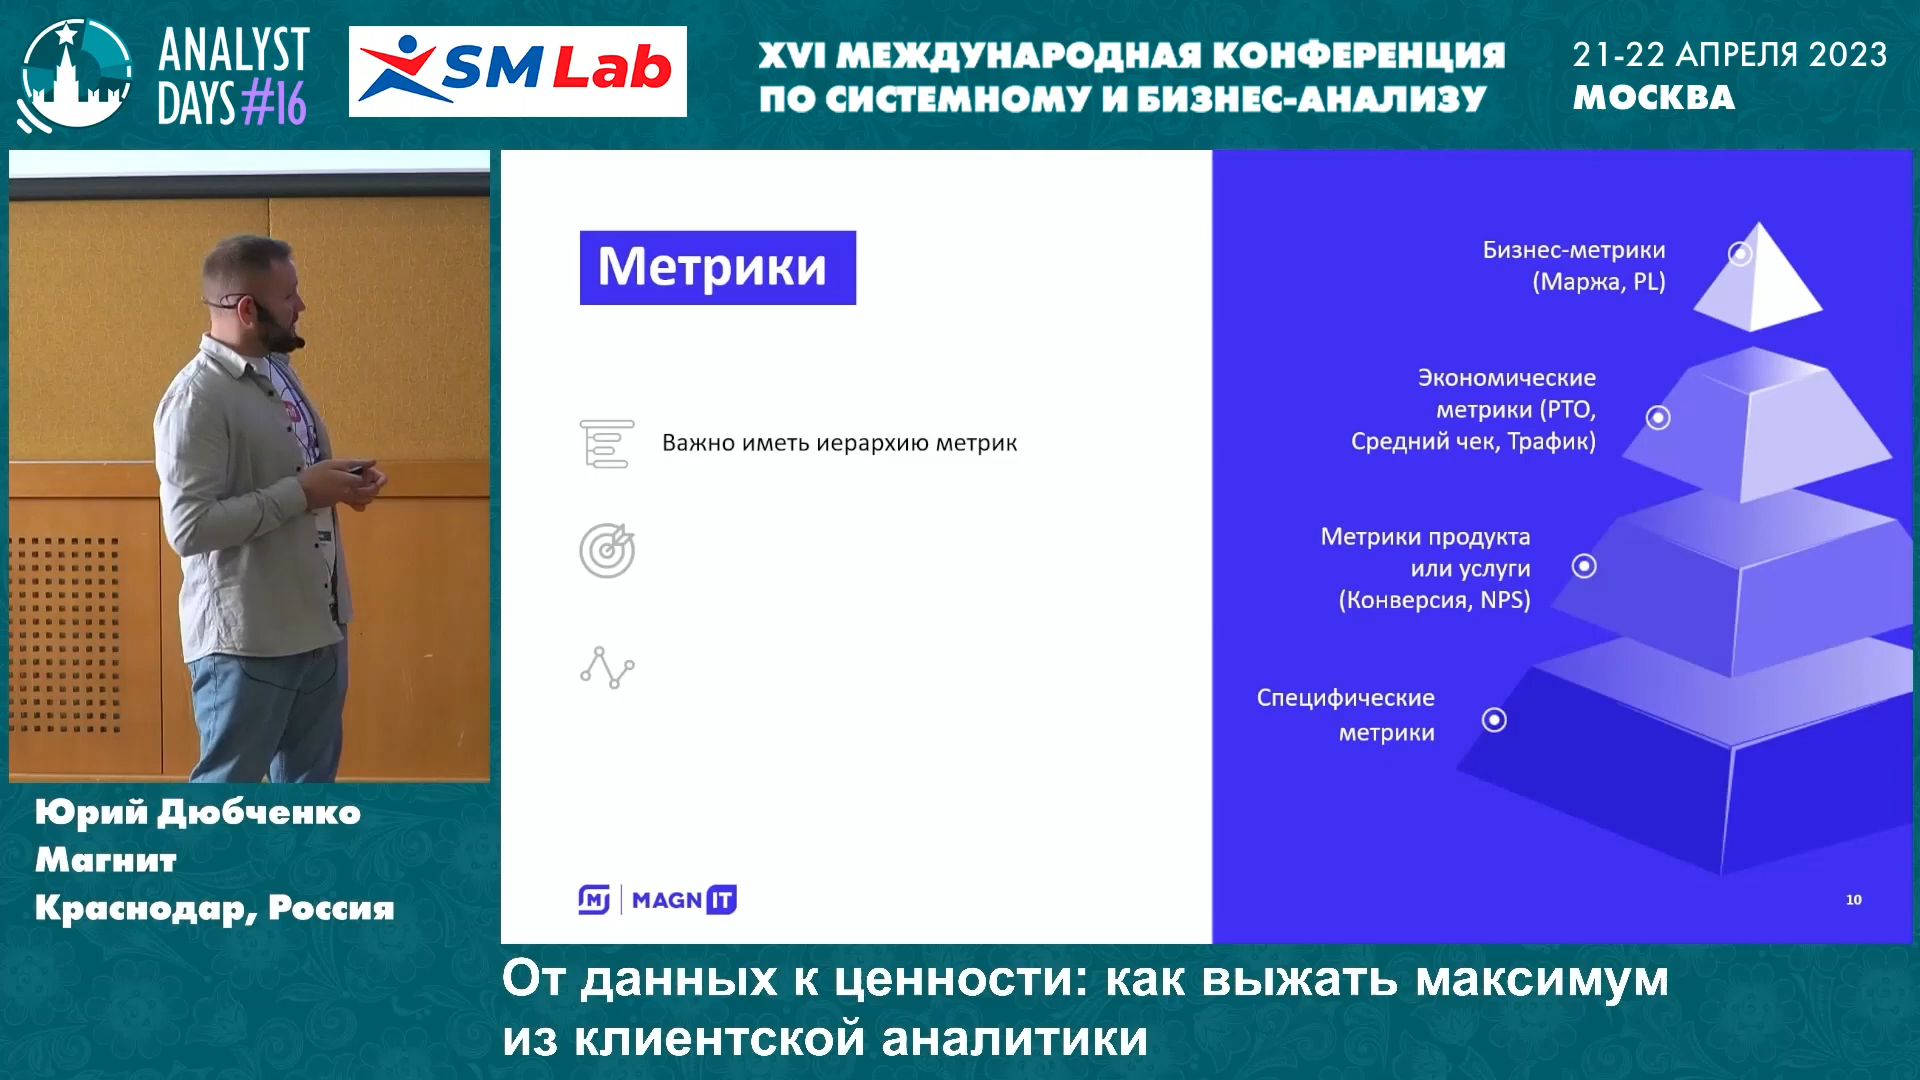 ANALYST
DAYS #16
SM Lab
XVI МЕЖДУНАРОДНАЯ КОНФЕРЕНЦИЯ
ПО СИСТЕМНОМУ И БИЗНЕС-АНАЛИЗУ
21-22 АПРЕЛЯ 2023
МОСКВА
Метрики
Важно иметь иерархию метрик
Бизнес-метрики
(Маржа, PL)
Экономические
метрики (РТО,
Средний чек, Трафик)
Метрики продукта
или услуги
(Конверсия, NPS)
Специфические
метрики
M
MAGNIT
10
Юрий Дюбченко
Магнит
Краснодар, Россия
От данных к ценности: как выжать максимум
из клиентской аналитики